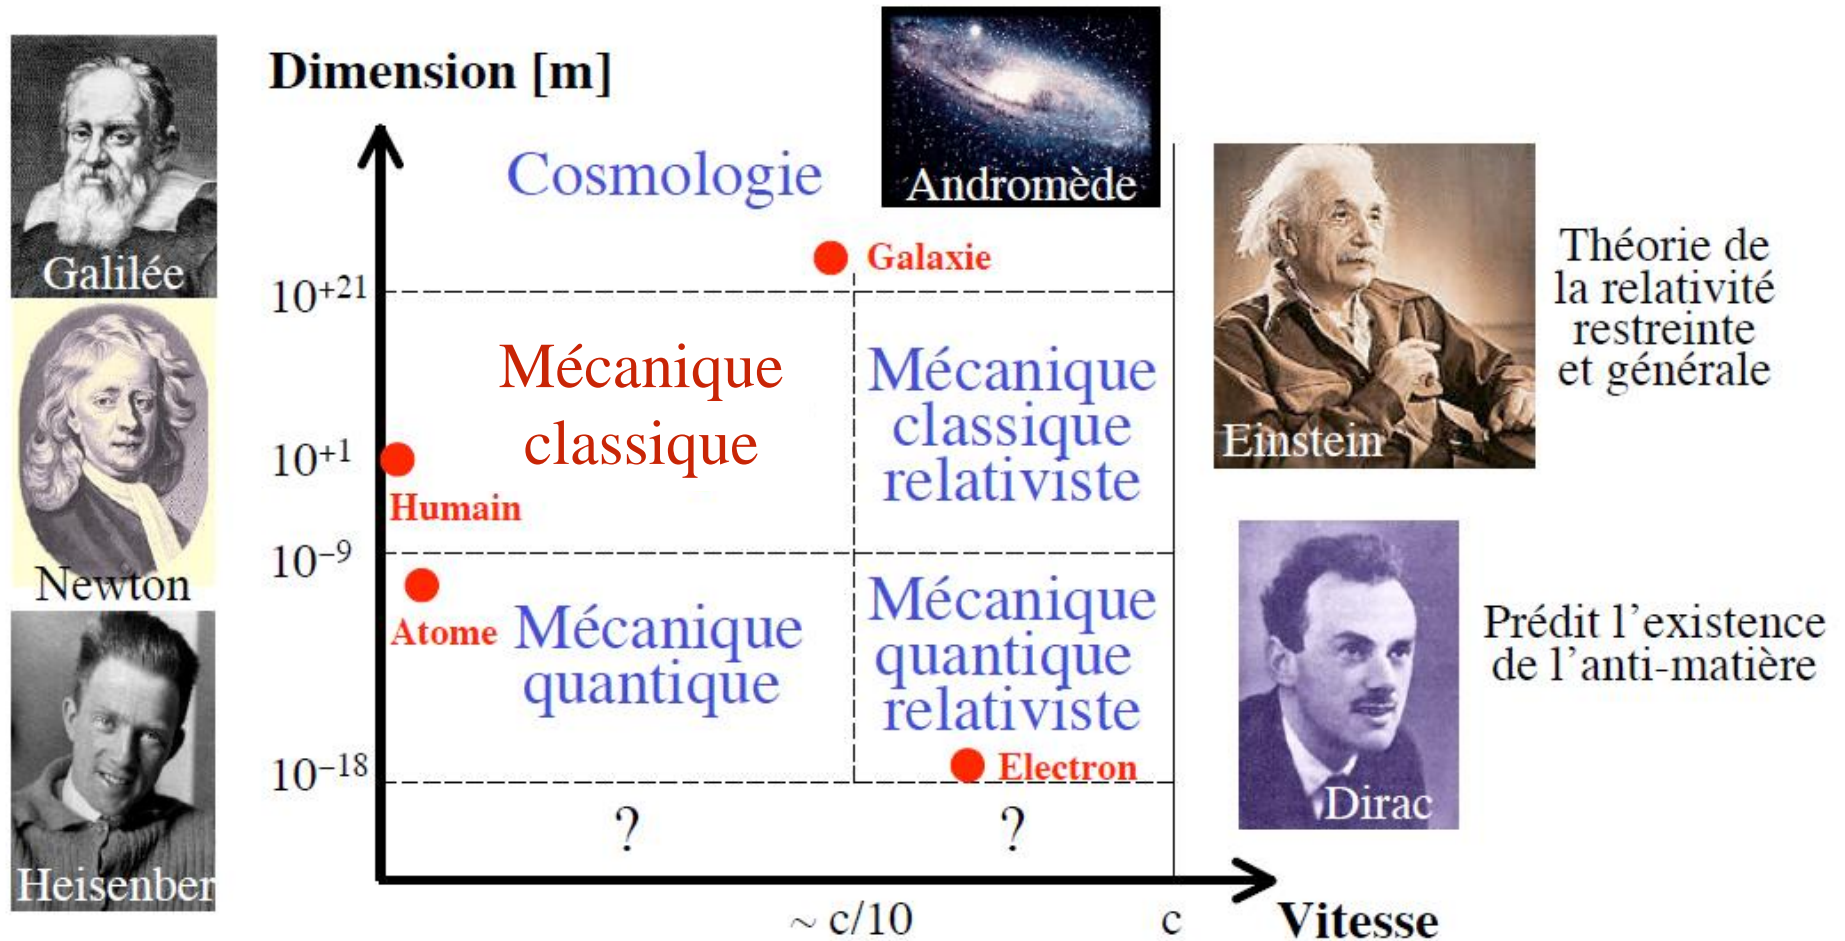 Dimension [m]
Galilée
Newton
Heisenber
Cosmologie
Andromède
Galaxie
10+21
Mécanique
classique
Mécanique
classique
relativiste
10+1
Humain
10−9
Atome
Mécanique
quantique
Mécanique
quantique
relativiste
Electron
10−18
?
?
~ c/10
c
Vitesse
Einstein
Théorie de
la relativité
restreinte
et générale
Dirac
Prédit l'existence
de l'anti-matière